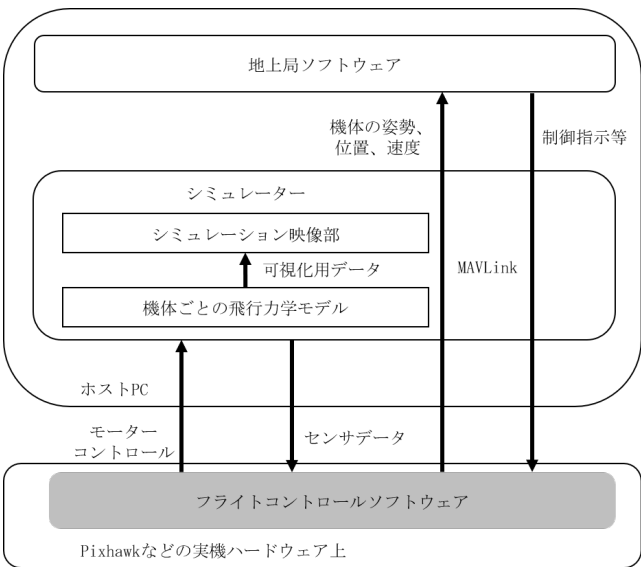 地上局ソフトウェア
機体の姿勢、
位置、速度
制御指示等
シミュレーター
シミュレーション映像部
可視化用データ
MAVLink
機体ごとの飛行力学モデル
ホストPC
モーター
コントロール
センサデータ
フライトコントロールソフトウェア
Pixhawkなどの実機ハードウェア上